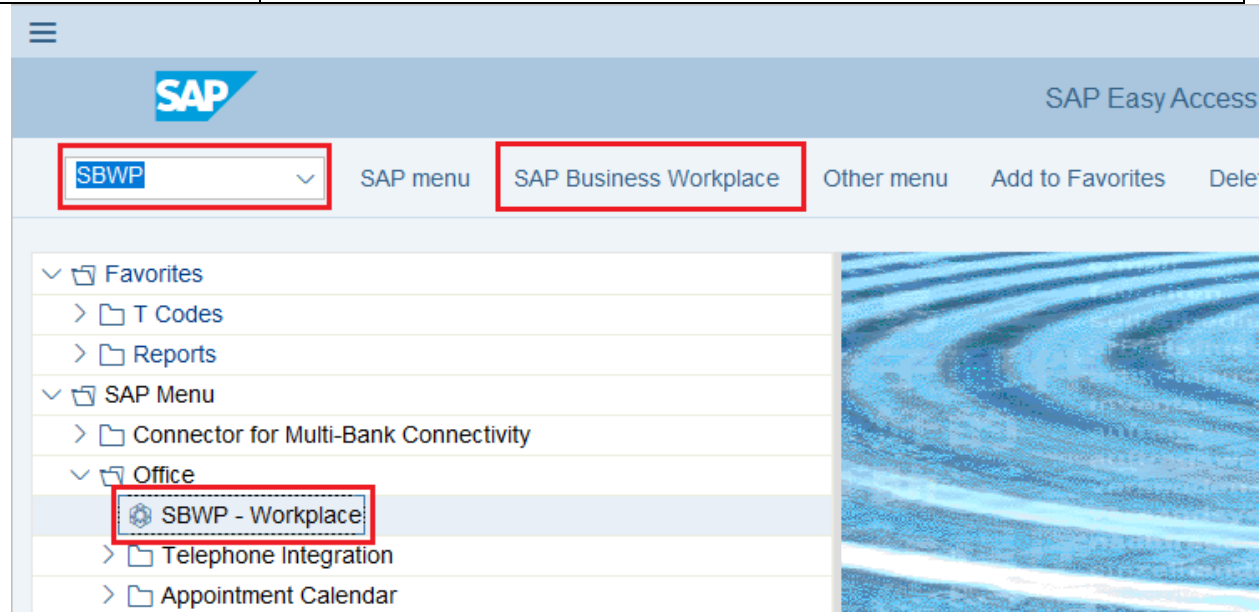 SAP
SAP Easy Access
SBWP SAP menu SAP Business Workplace Other menu Add to Favorites Dele
Favorites
T Codes
Reports
SAP Menu
Connector for Multi-Bank Connectivity
Office
SBWP - Workplace
Telephone Integration
Appointment Calendar